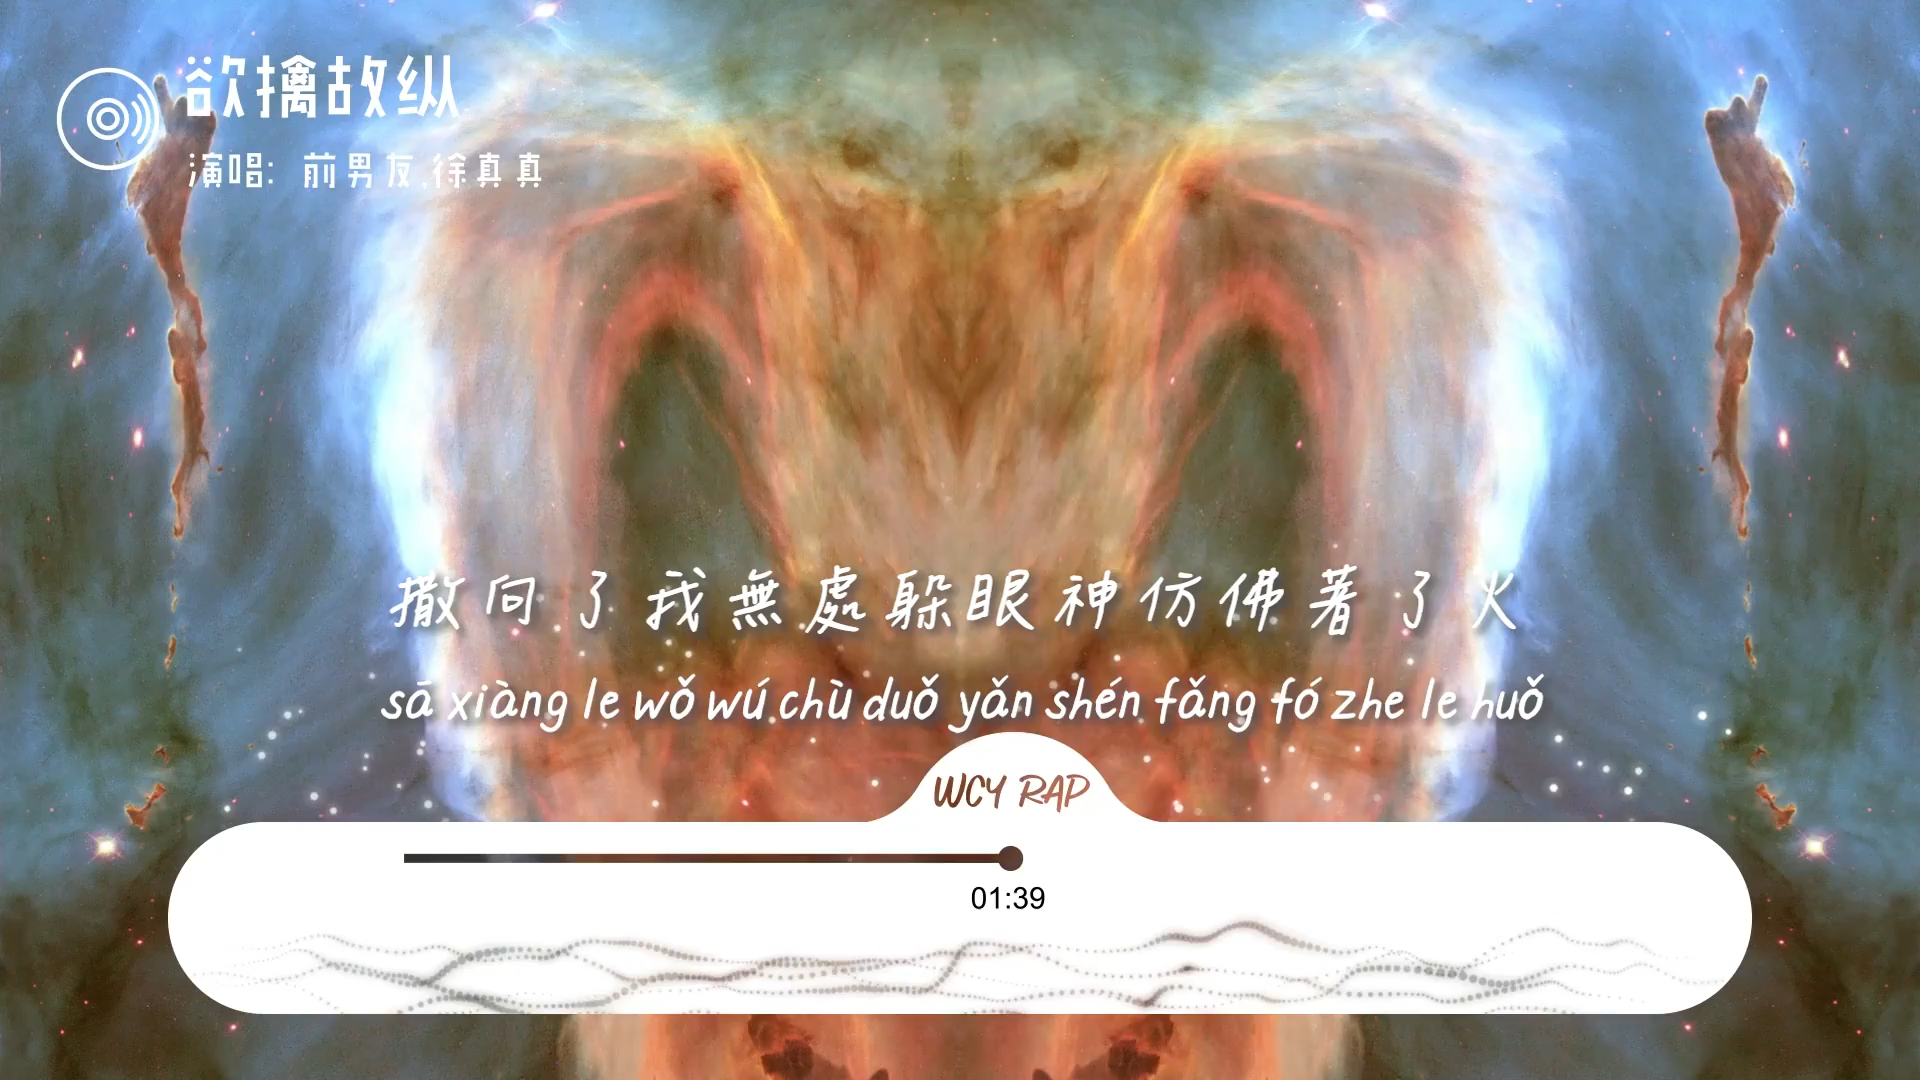 欲擒故纵
演唱: 前男友,徐真真
撒向了我無處躲眼神仿佛著了火
sā xiàng le wǒ wú chù duǒ yǎn shén fǎng fó zhe le huǒ
WCY RAP
01:39